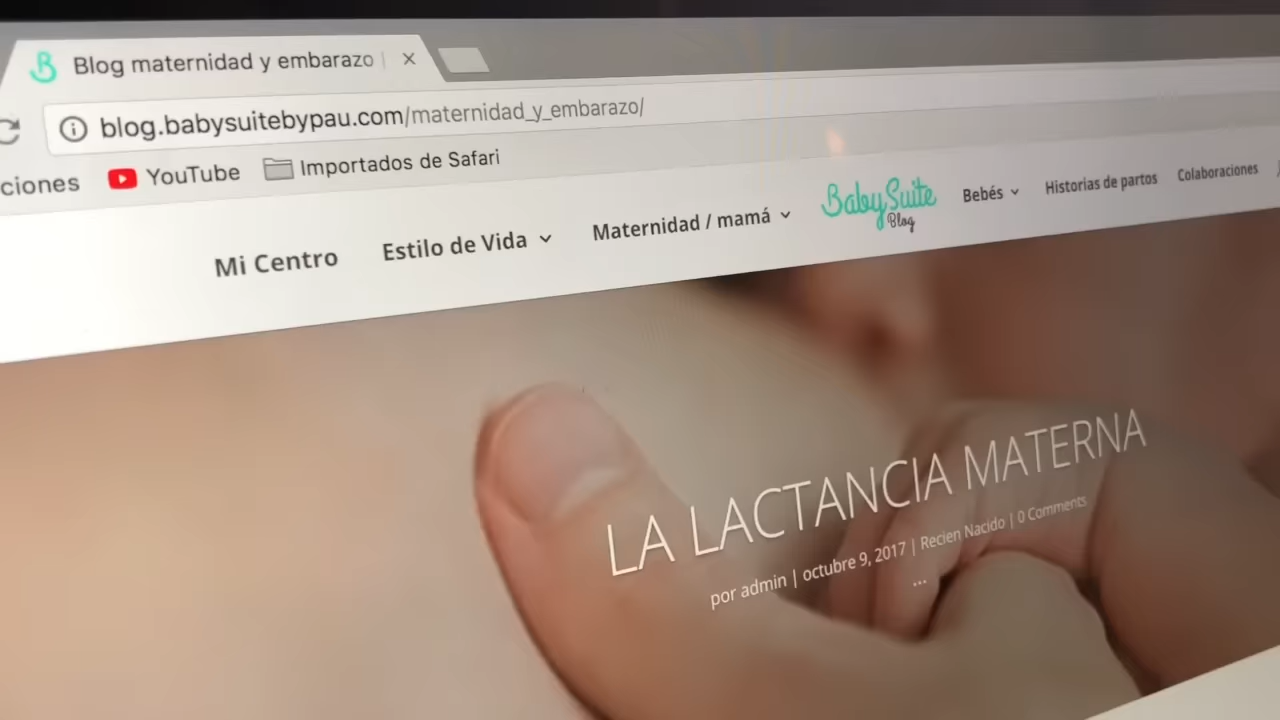 Blog maternidad y embarazo
blog.babysuitebypau.com/maternidad_y_embarazo/
ciones YouTube Importados de Safari
Mi Centro Estilo de Vida Maternidad / mamá BabySuite Blog Bebés Historias de partos Colaboraciones
LA LACTANCIA MATERNA
por admin | octubre 9, 2017 | Recien Nacido | 0 Comments
...